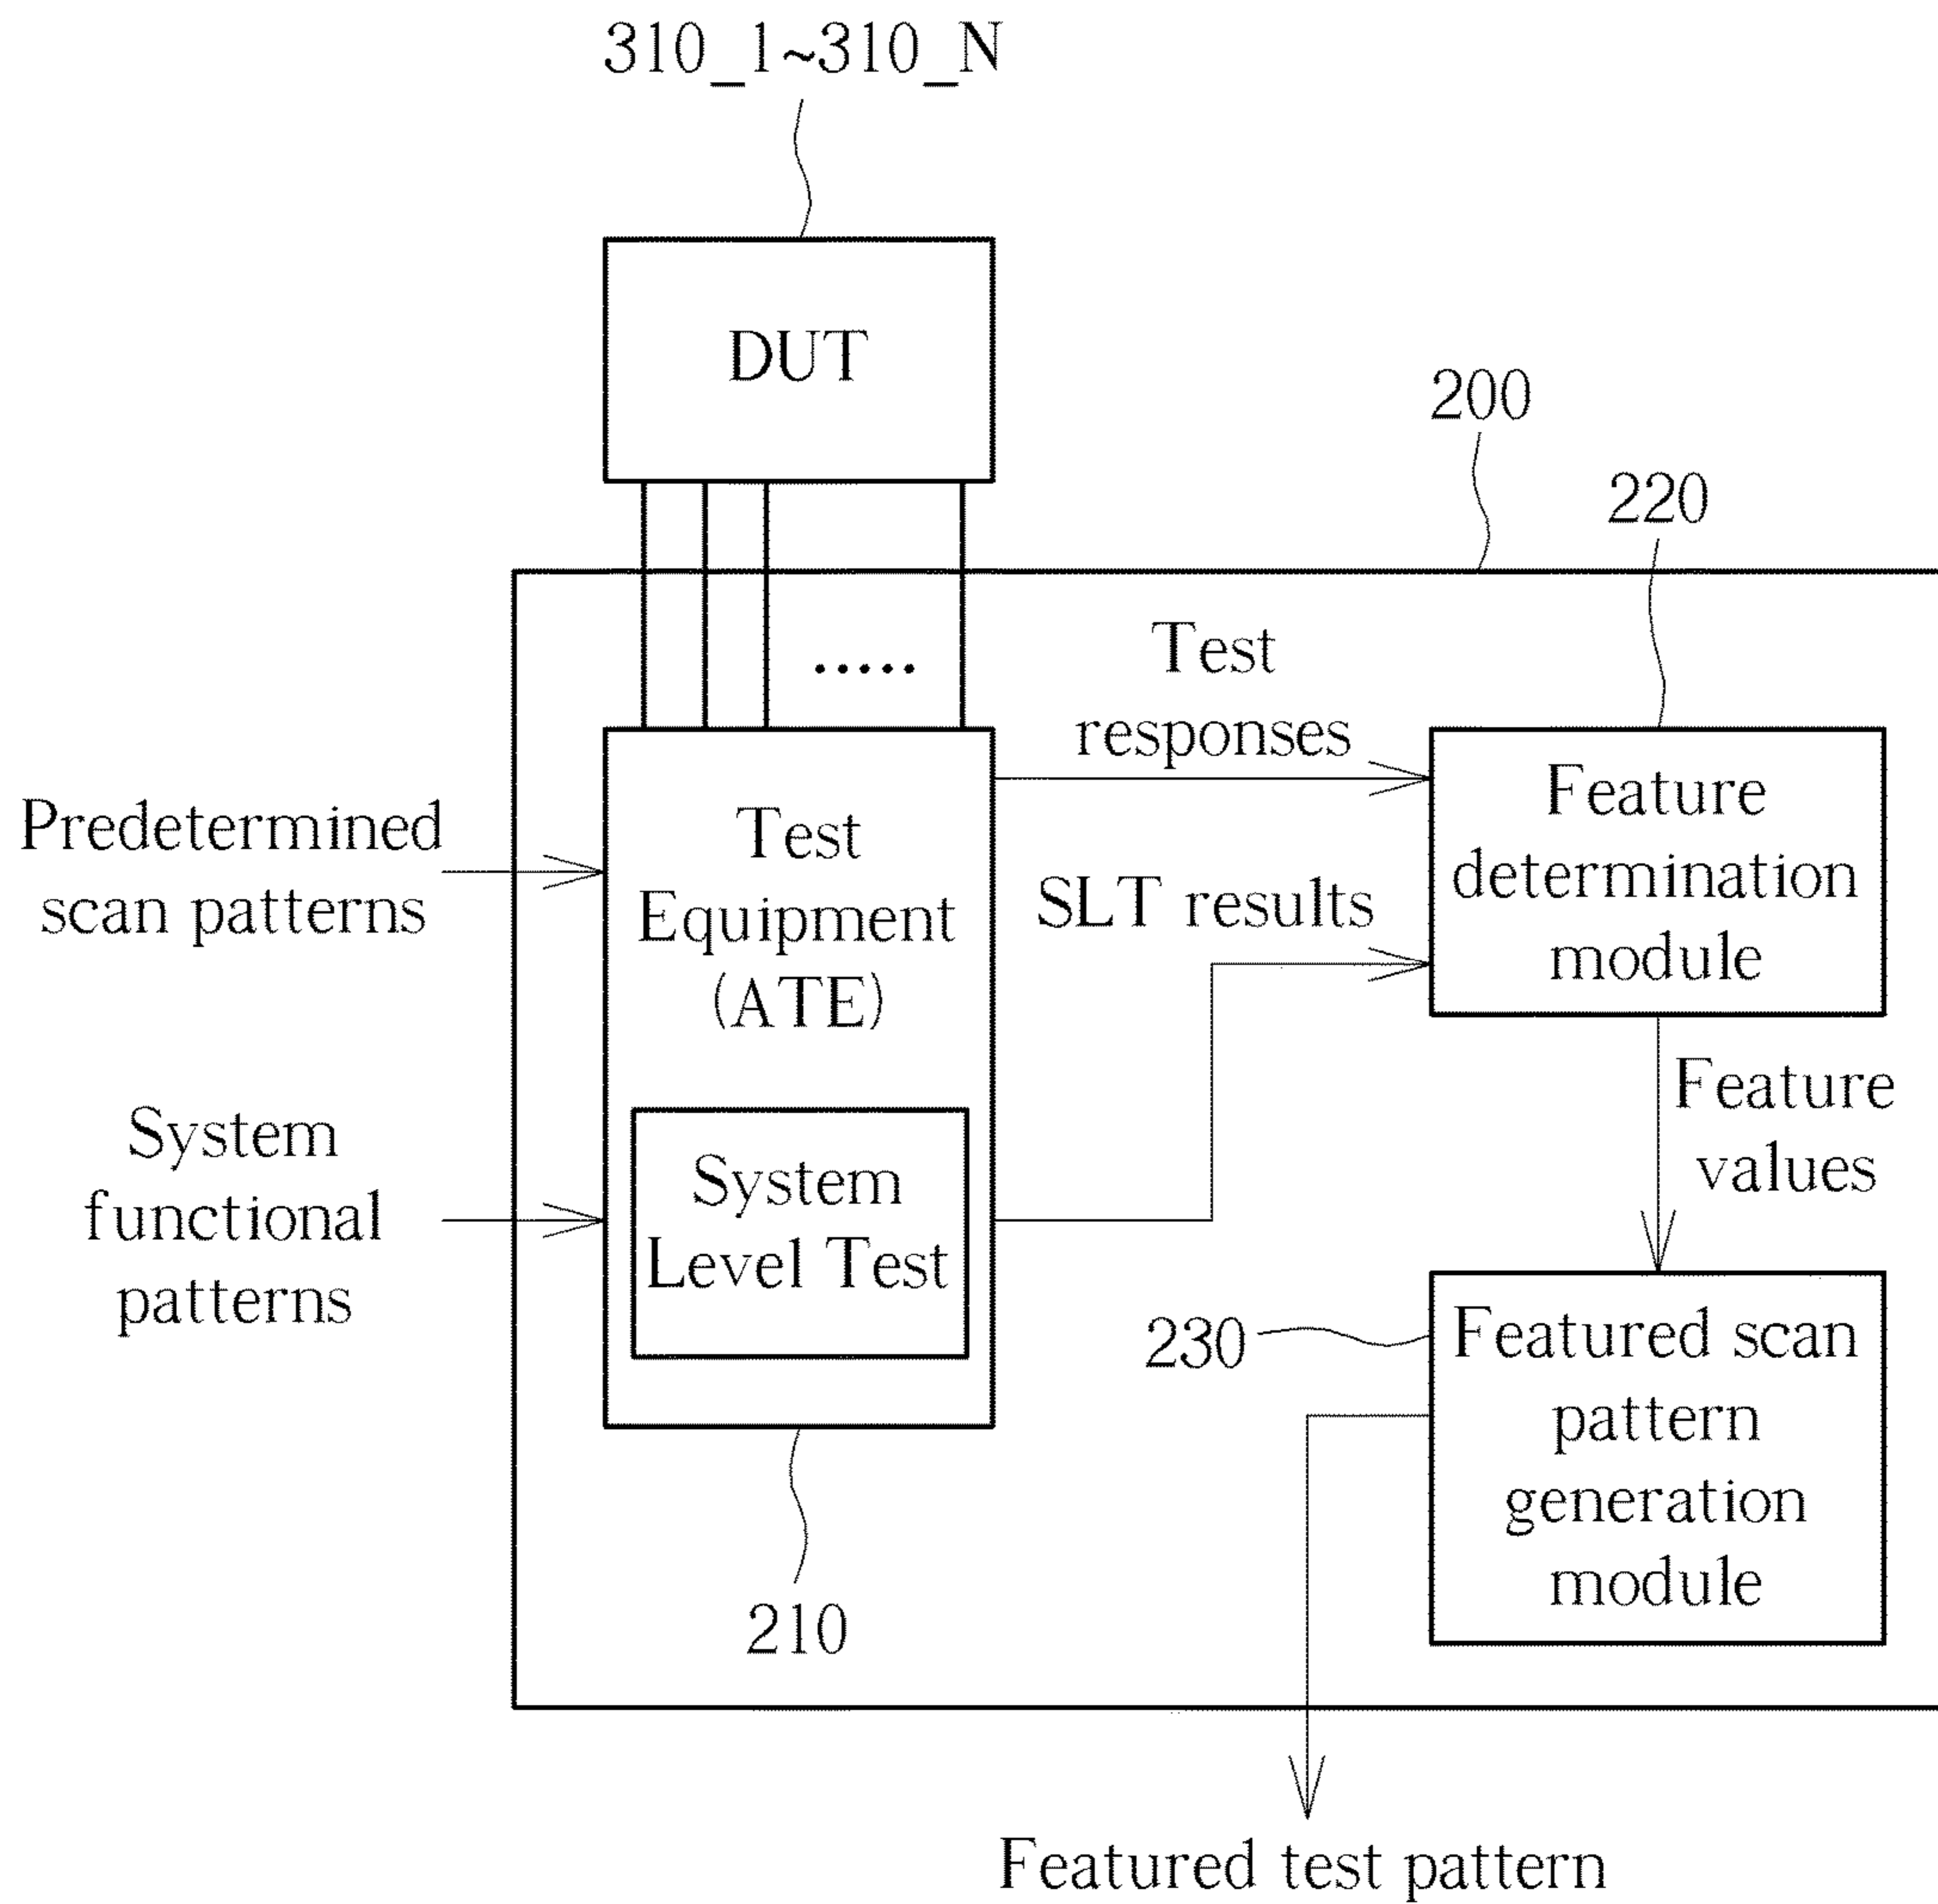 310_1~310_N
DUT
200
220
.....
Test
responses
Predetermined
scan patterns
Test
Equipment
(ATE)
SLT results
Feature
determination
module
System
functional
patterns
System
Level Test
Feature
values
230
Featured scan
pattern
generation
module
210
Featured test pattern